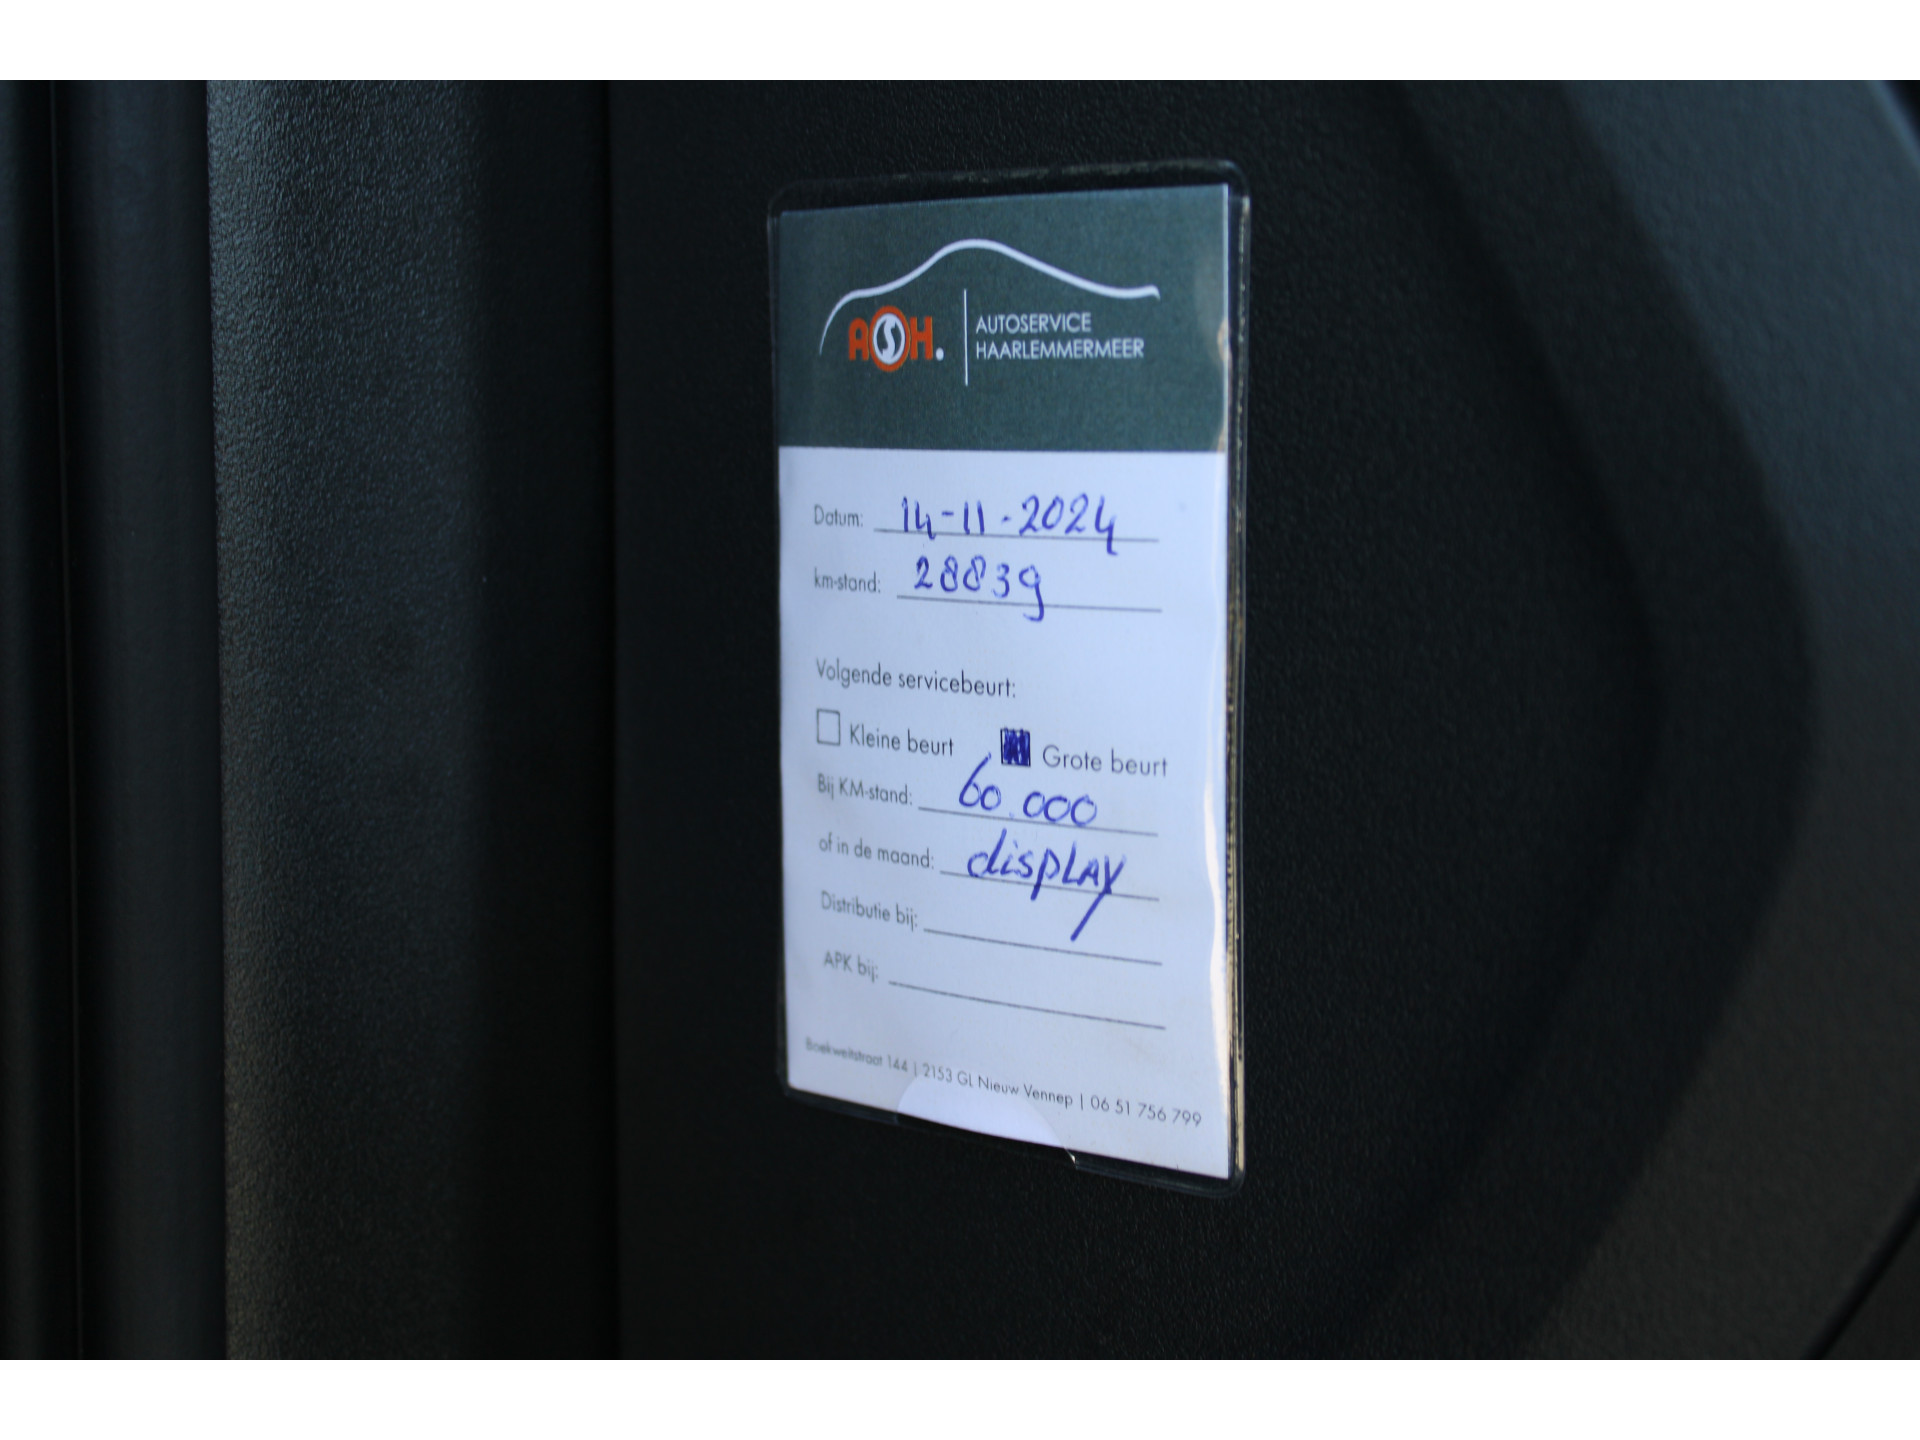 ASH. AUTOSERVICE
HAARLEMMERMEER
Datum: 14-11-2024
km-stand: 28839
Volgende servicebeurt:
Kleine beurt Grote beurt
Bij KM-stand: 60.000
of in de maand: display
Distributie bij:
APK bij:
Boekweitstraat 144 | 2153 GL Nieuw Vennep | 06 51 756 799